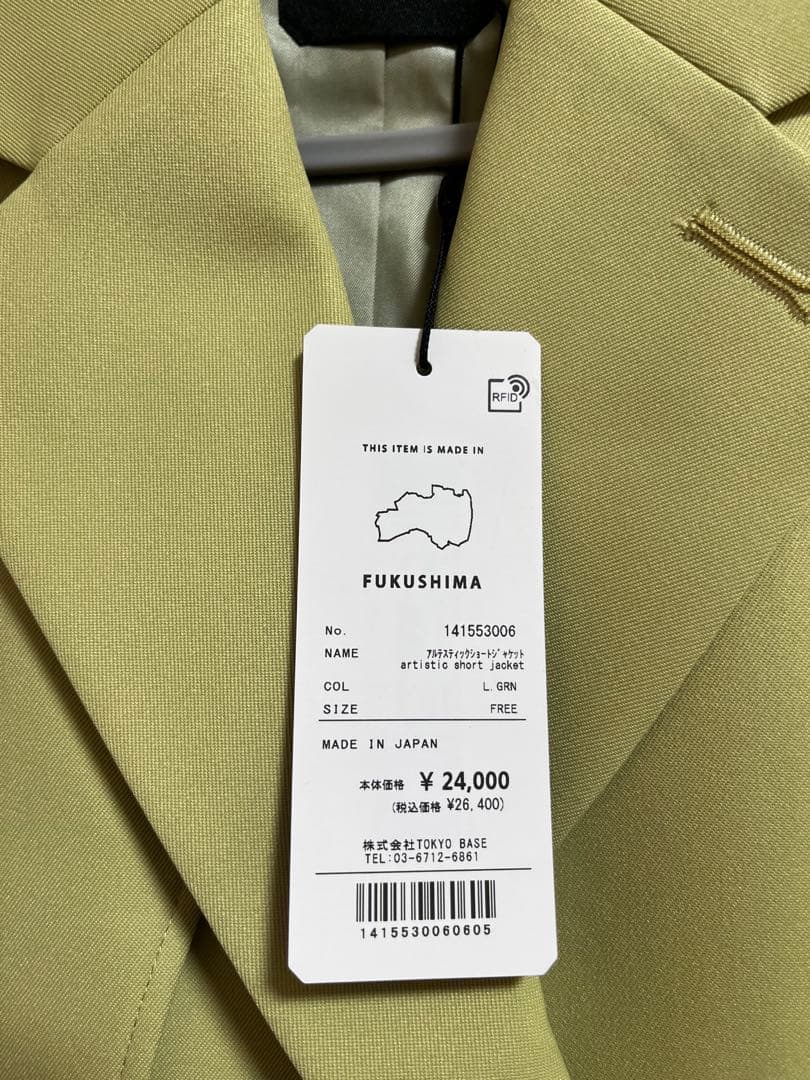 RFID
THIS ITEM IS MADE IN
FUKUSHIMA
No. 141553006
NAME ｱﾙﾃｽﾃｨｯｸｼｮｰﾄｼﾞｬｹｯﾄ
artistic short jacket
COL L.GRN
SIZE FREE
MADE IN JAPAN
本体価格 ¥ 24,000
(税込価格 ¥26,400)
株式会社TOKYO BASE
TEL:03-6712-6861
1415530060605